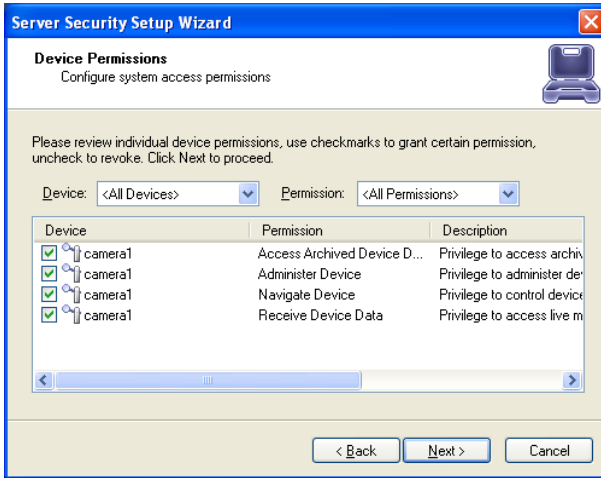 Server Security Setup Wizard
Device Permissions
Configure system access permissions
Please review individual device permissions, use checkmarks to grant certain permission,
uncheck to revoke. Click Next to proceed.
Device: <All Devices> Permission: <All Permissions>
Device Permission Description
camera1 Access Archived Device D... Privilege to access archiv
camera1 Administer Device Privilege to administer de
camera1 Navigate Device Privilege to control device
camera1 Receive Device Data Privilege to access live m
< Back Next > Cancel